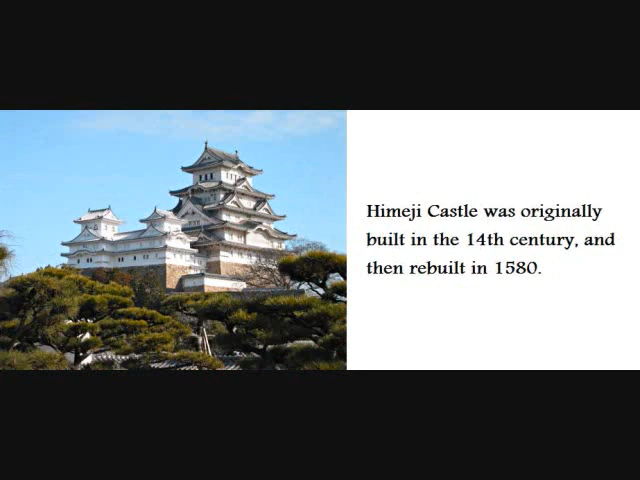 Himeji Castle was originally
built in the 14th century, and
then rebuilt in 1580.